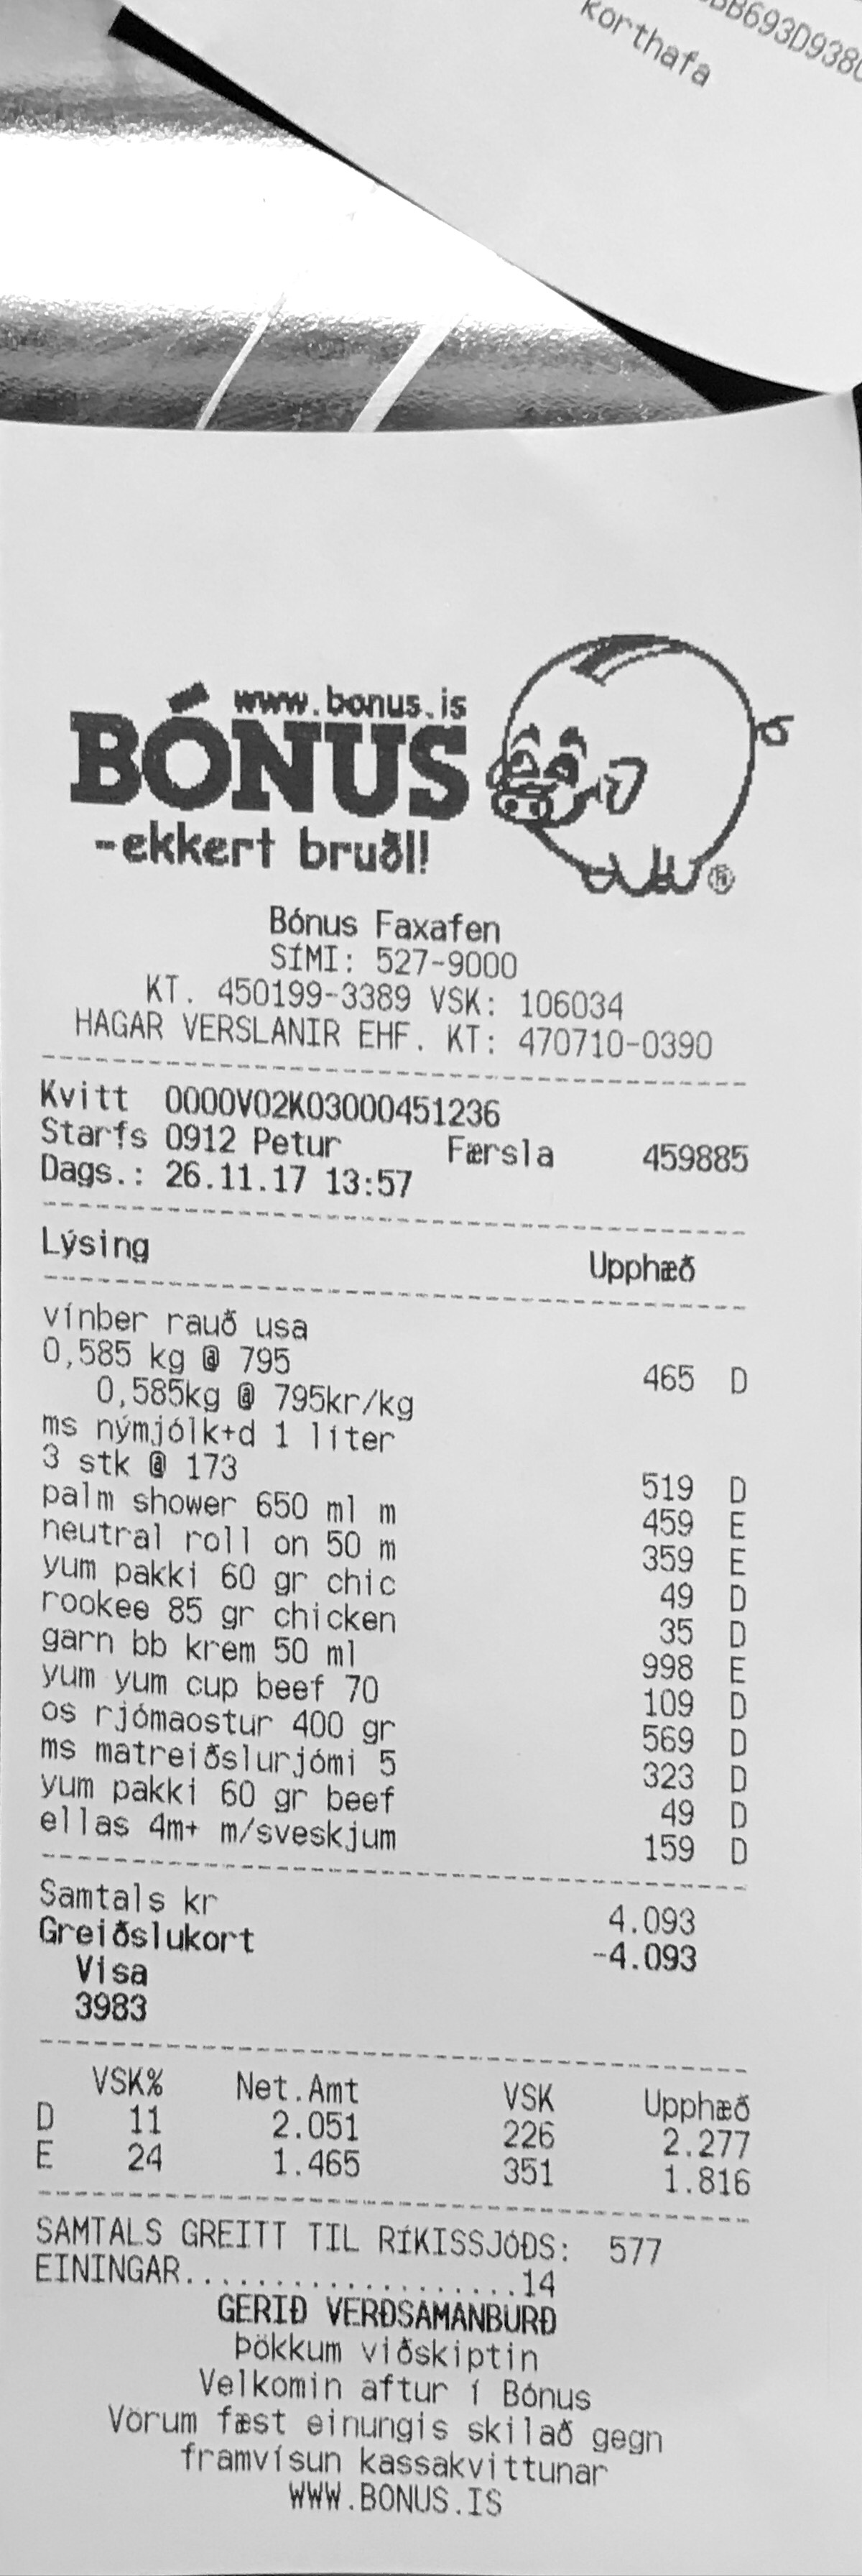 BB693D9380
korthafa
www.bonus.is
BÓNUS
-ekkert bruðl!
Bónus Faxafen
SÍMI: 527-9000
KT. 450199-3389 VSK: 106034
HAGAR VERSLANIR EHF. KT: 470710-0390
Kvitt 0000V02K03000451236
Starfs 0912 Petur Færsla 459885
Dags.: 26.11.17 13:57
Lýsing Upphæð
vínber rauð usa
0,585 kg @ 795 465 D
0,585kg @ 795kr/kg
ms nýmjólk+d 1 liter
3 stk @ 173 519 D
palm shower 650 ml m 459 E
neutral roll on 50 m 359 E
yum pakki 60 gr chic 49 D
rookee 85 gr chicken 35 D
garn bb krem 50 ml 998 E
yum yum cup beef 70 109 D
os rjómaostur 400 gr 569 D
ms matreiðslurjómi 5 323 D
yum pakki 60 gr beef 49 D
ellas 4m+ m/sveskjum 159 D
Samtals kr 4.093
Greiðslukort -4.093
Visa
3983
VSK% Net.Amt VSK Upphæð
D 11 2.051 226 2.277
E 24 1.465 351 1.816
SAMTALS GREITT TIL RÍKISSJÓÐS: 577
EININGAR...................14
GERIÐ VERÐSAMANBURÐ
Þökkum viðskiptin
Velkomin aftur í Bónus
Vörum fæst einungis skilað gegn
framvísun kassakvittunar
WWW.BONUS.IS